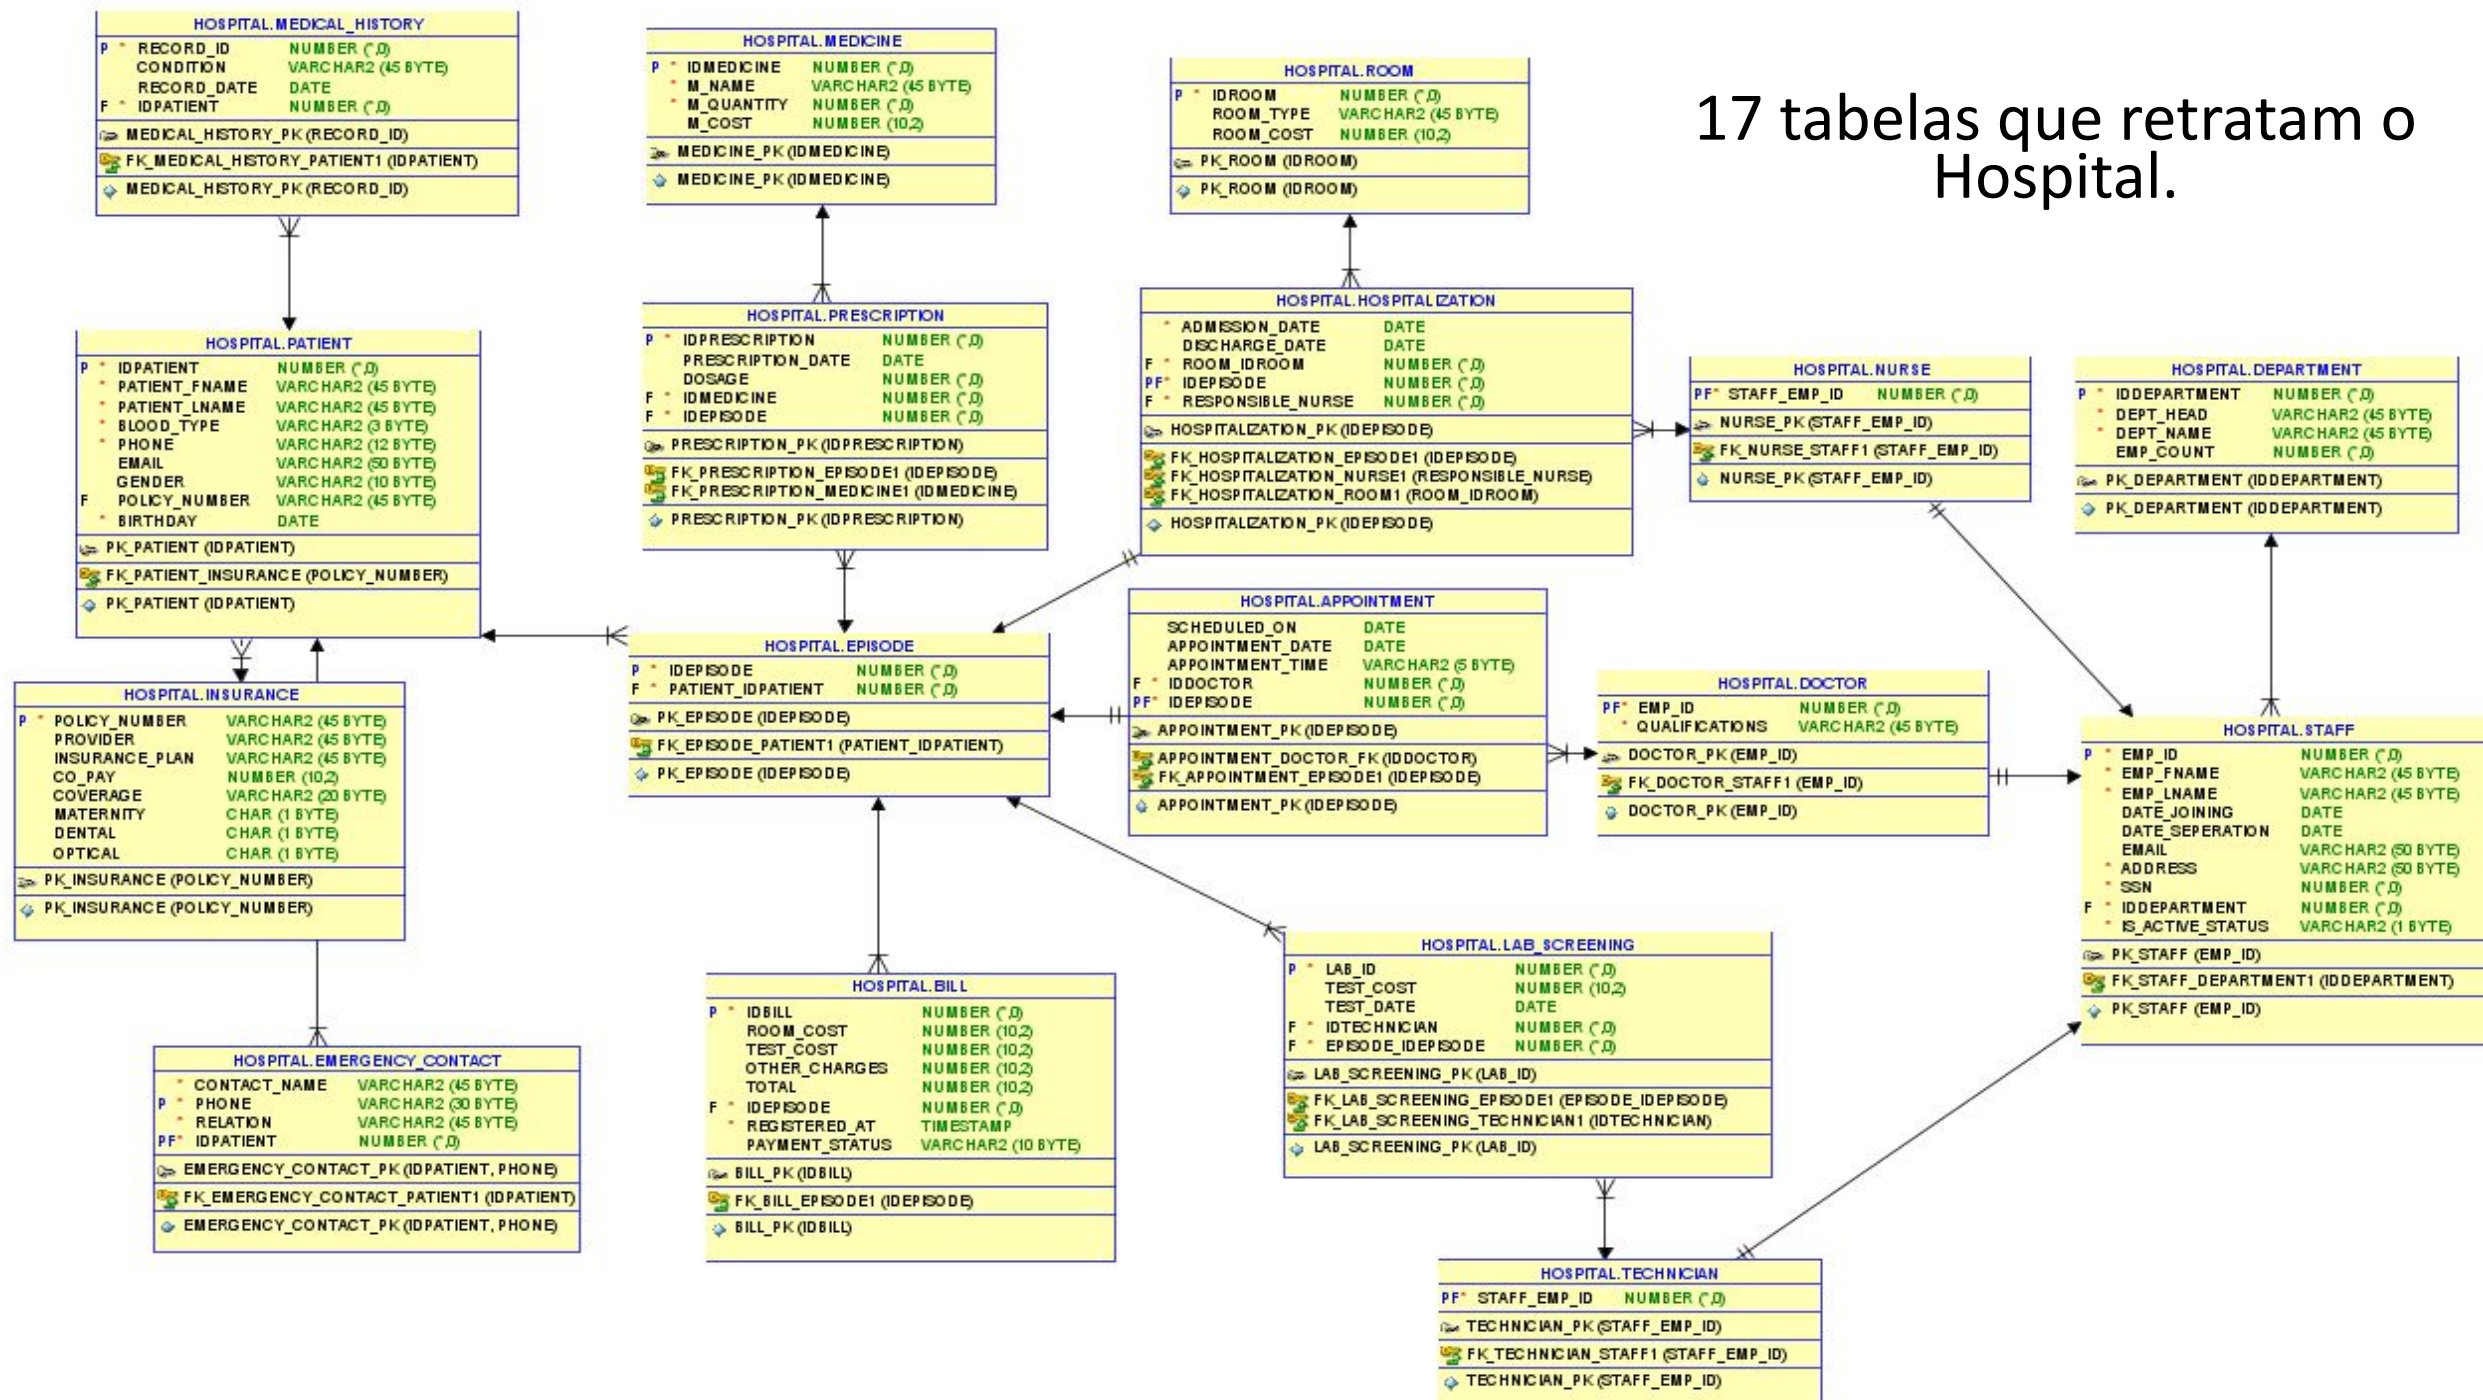 17 tabelas que retratam o
Hospital.
HOSPITAL.MEDICAL_HISTORY
P * RECORD_ID NUMBER (*,0)
CONDITION VARCHAR2 (45 BYTE)
RECORD_DATE DATE
F * IDPATIENT NUMBER (*,0)
MEDICAL_HISTORY_PK (RECORD_ID)
FK_MEDICAL_HISTORY_PATIENT1 (IDPATIENT)
MEDICAL_HISTORY_PK (RECORD_ID)
HOSPITAL.MEDICINE
P * IDMEDICINE NUMBER (*,0)
* M_NAME VARCHAR2 (45 BYTE)
* M_QUANTITY NUMBER (*,0)
M_COST NUMBER (10,2)
MEDICINE_PK (IDMEDICINE)
MEDICINE_PK (IDMEDICINE)
HOSPITAL.ROOM
P * IDROOM NUMBER (*,0)
ROOM_TYPE VARCHAR2 (45 BYTE)
ROOM_COST NUMBER (10,2)
PK_ROOM (IDROOM)
PK_ROOM (IDROOM)
HOSPITAL.PATIENT
P * IDPATIENT NUMBER (*,0)
* PATIENT_FNAME VARCHAR2 (45 BYTE)
* PATIENT_LNAME VARCHAR2 (45 BYTE)
* BLOOD_TYPE VARCHAR2 (3 BYTE)
* PHONE VARCHAR2 (12 BYTE)
EMAIL VARCHAR2 (50 BYTE)
GENDER VARCHAR2 (10 BYTE)
F POLICY_NUMBER VARCHAR2 (45 BYTE)
* BIRTHDAY DATE
PK_PATIENT (IDPATIENT)
FK_PATIENT_INSURANCE (POLICY_NUMBER)
PK_PATIENT (IDPATIENT)
HOSPITAL.PRESCRIPTION
P * IDPRESCRIPTION NUMBER (*,0)
PRESCRIPTION_DATE DATE
DOSAGE NUMBER (*,0)
F * IDMEDICINE NUMBER (*,0)
F * IDEPISODE NUMBER (*,0)
PRESCRIPTION_PK (IDPRESCRIPTION)
FK_PRESCRIPTION_EPISODE1 (IDEPISODE)
FK_PRESCRIPTION_MEDICINE1 (IDMEDICINE)
PRESCRIPTION_PK (IDPRESCRIPTION)
HOSPITAL.HOSPITALIZATION
* ADMISSION_DATE DATE
DISCHARGE_DATE DATE
F * ROOM_IDROOM NUMBER (*,0)
PF* IDEPISODE NUMBER (*,0)
F * RESPONSIBLE_NURSE NUMBER (*,0)
HOSPITALIZATION_PK (IDEPISODE)
FK_HOSPITALIZATION_EPISODE1 (IDEPISODE)
FK_HOSPITALIZATION_NURSE1 (RESPONSIBLE_NURSE)
FK_HOSPITALIZATION_ROOM1 (ROOM_IDROOM)
HOSPITALIZATION_PK (IDEPISODE)
HOSPITAL.NURSE
PF* STAFF_EMP_ID NUMBER (*,0)
NURSE_PK (STAFF_EMP_ID)
FK_NURSE_STAFF1 (STAFF_EMP_ID)
NURSE_PK (STAFF_EMP_ID)
HOSPITAL.DEPARTMENT
P * IDDEPARTMENT NUMBER (*,0)
* DEPT_HEAD VARCHAR2 (45 BYTE)
* DEPT_NAME VARCHAR2 (45 BYTE)
EMP_COUNT NUMBER (*,0)
PK_DEPARTMENT (IDDEPARTMENT)
PK_DEPARTMENT (IDDEPARTMENT)
HOSPITAL.INSURANCE
P * POLICY_NUMBER VARCHAR2 (45 BYTE)
PROVIDER VARCHAR2 (45 BYTE)
INSURANCE_PLAN VARCHAR2 (45 BYTE)
CO_PAY NUMBER (10,2)
COVERAGE VARCHAR2 (20 BYTE)
MATERNITY CHAR (1 BYTE)
DENTAL CHAR (1 BYTE)
OPTICAL CHAR (1 BYTE)
PK_INSURANCE (POLICY_NUMBER)
PK_INSURANCE (POLICY_NUMBER)
HOSPITAL.EPISODE
P * IDEPISODE NUMBER (*,0)
F * PATIENT_IDPATIENT NUMBER (*,0)
PK_EPISODE (IDEPISODE)
FK_EPISODE_PATIENT1 (PATIENT_IDPATIENT)
PK_EPISODE (IDEPISODE)
HOSPITAL.APPOINTMENT
SCHEDULED_ON DATE
APPOINTMENT_DATE DATE
APPOINTMENT_TIME VARCHAR2 (5 BYTE)
F * IDDOCTOR NUMBER (*,0)
PF* IDEPISODE NUMBER (*,0)
APPOINTMENT_PK (IDEPISODE)
APPOINTMENT_DOCTOR_FK (IDDOCTOR)
FK_APPOINTMENT_EPISODE1 (IDEPISODE)
APPOINTMENT_PK (IDEPISODE)
HOSPITAL.DOCTOR
PF* EMP_ID NUMBER (*,0)
* QUALIFICATIONS VARCHAR2 (45 BYTE)
DOCTOR_PK (EMP_ID)
FK_DOCTOR_STAFF1 (EMP_ID)
DOCTOR_PK (EMP_ID)
HOSPITAL.STAFF
P * EMP_ID NUMBER (*,0)
* EMP_FNAME VARCHAR2 (45 BYTE)
* EMP_LNAME VARCHAR2 (45 BYTE)
DATE_JOINING DATE
DATE_SEPERATION DATE
EMAIL VARCHAR2 (50 BYTE)
* ADDRESS VARCHAR2 (50 BYTE)
* SSN NUMBER (*,0)
F * IDDEPARTMENT NUMBER (*,0)
* IS_ACTIVE_STATUS VARCHAR2 (1 BYTE)
PK_STAFF (EMP_ID)
FK_STAFF_DEPARTMENT1 (IDDEPARTMENT)
PK_STAFF (EMP_ID)
HOSPITAL.EMERGENCY_CONTACT
* CONTACT_NAME VARCHAR2 (45 BYTE)
P * PHONE VARCHAR2 (30 BYTE)
* RELATION VARCHAR2 (45 BYTE)
PF* IDPATIENT NUMBER (*,0)
EMERGENCY_CONTACT_PK (IDPATIENT, PHONE)
FK_EMERGENCY_CONTACT_PATIENT1 (IDPATIENT)
EMERGENCY_CONTACT_PK (IDPATIENT, PHONE)
HOSPITAL.BILL
P * IDBILL NUMBER (*,0)
ROOM_COST NUMBER (10,2)
TEST_COST NUMBER (10,2)
OTHER_CHARGES NUMBER (10,2)
TOTAL NUMBER (10,2)
F * IDEPISODE NUMBER (*,0)
* REGISTERED_AT TIMESTAMP
PAYMENT_STATUS VARCHAR2 (10 BYTE)
BILL_PK (IDBILL)
FK_BILL_EPISODE1 (IDEPISODE)
BILL_PK (IDBILL)
HOSPITAL.LAB_SCREENING
P * LAB_ID NUMBER (*,0)
TEST_COST NUMBER (10,2)
TEST_DATE DATE
F * IDTECHNICIAN NUMBER (*,0)
F * EPISODE_IDEPISODE NUMBER (*,0)
LAB_SCREENING_PK (LAB_ID)
FK_LAB_SCREENING_EPISODE1 (EPISODE_IDEPISODE)
FK_LAB_SCREENING_TECHNICIAN1 (IDTECHNICIAN)
LAB_SCREENING_PK (LAB_ID)
HOSPITAL.TECHNICIAN
PF* STAFF_EMP_ID NUMBER (*,0)
TECHNICIAN_PK (STAFF_EMP_ID)
FK_TECHNICIAN_STAFF1 (STAFF_EMP_ID)
TECHNICIAN_PK (STAFF_EMP_ID)